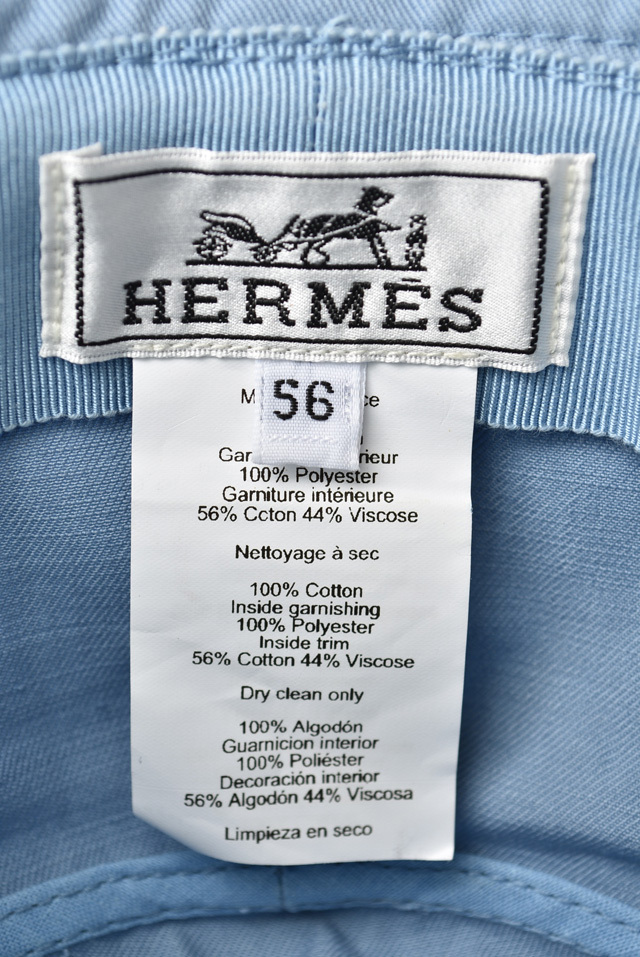 HERMÈS
56
100% Polyester
Garniture intérieure
56% Ccton 44% Viscose
Nettoyage à sec
100% Cotton
Inside garnishing
100% Polyester
Inside trim
56% Cotton 44% Viscose
Dry clean only
100% Algodón
Guarnicion interior
100% Poliéster
Decoración interior
56% Algodón 44% Viscosa
Limpieza en seco